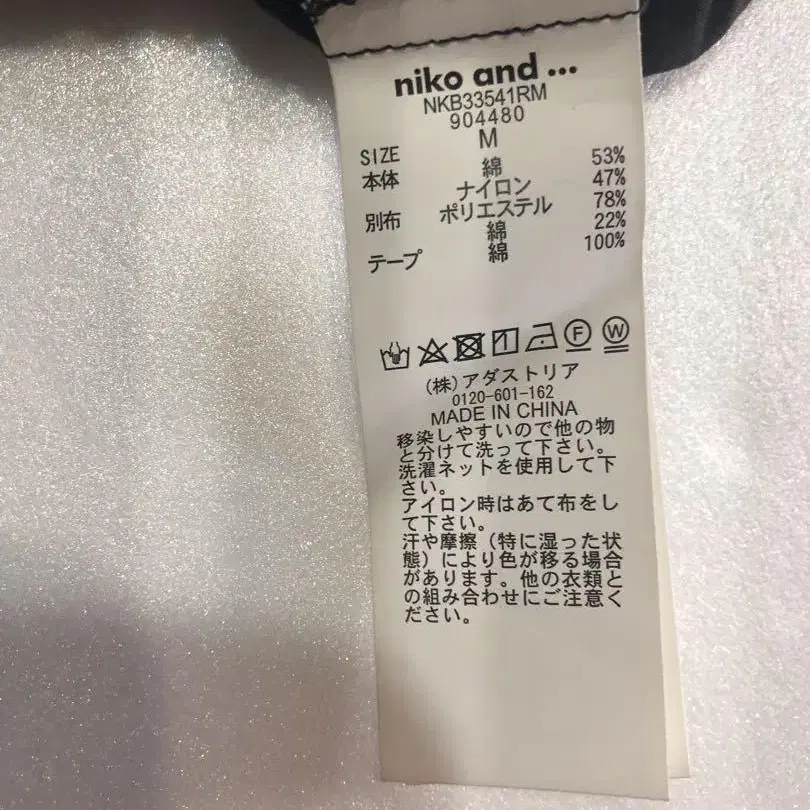 niko and ...
NKB33541RM
904480
SIZE M
本体 綿 53%
ナイロン 47%
別布 ポリエステル 78%
綿 22%
テープ 綿 100%
F W
(株)アダストリア
0120-601-162
MADE IN CHINA
移染しやすいので他の物
と分けて洗って下さい。
洗濯ネットを使用して下
さい。
アイロン時はあて布をし
て下さい。
汗や摩擦(特に湿った状
態)により色が移る場合
があります。他の衣類と
の組み合わせにご注意く
ださい。